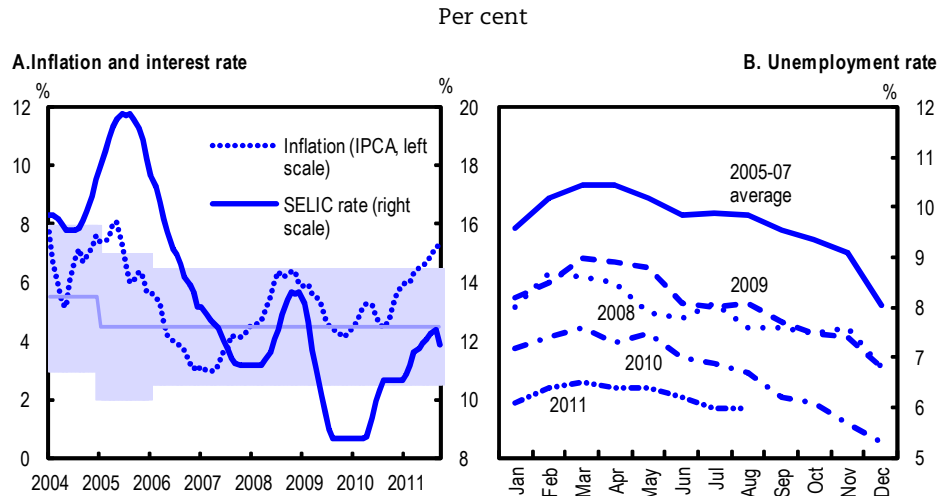 Per cent
A.Inflation and interest rate
B. Unemployment rate
%
%
%
12
10
8
6
4
2
0
Inflation (IPCA, left
scale)
SELIC rate (right
scale)
20
18
16
14
12
10
8
2004 2005 2006 2007 2008 2009 2010 2011
2005-07
average
2009
2008
2010
2011
12
11
10
9
8
7
6
5
Jan
Feb
Mar
Apr
May
Jun
Jul
Aug
Sep
Oct
Nov
Dec